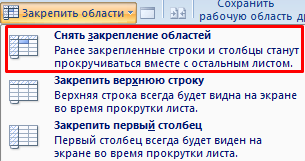 Закрепить области
Сохранить
рабочую область
Снять закрепление областей
Ранее закрепленные строки и столбцы станут
прокручиваться вместе с остальным листом.
Закрепить верхнюю строку
Верхняя строка всегда будет видна на экране
во время прокрутки листа.
Закрепить первый столбец
Первый столбец всегда будет виден на
экране во время прокрутки листа.